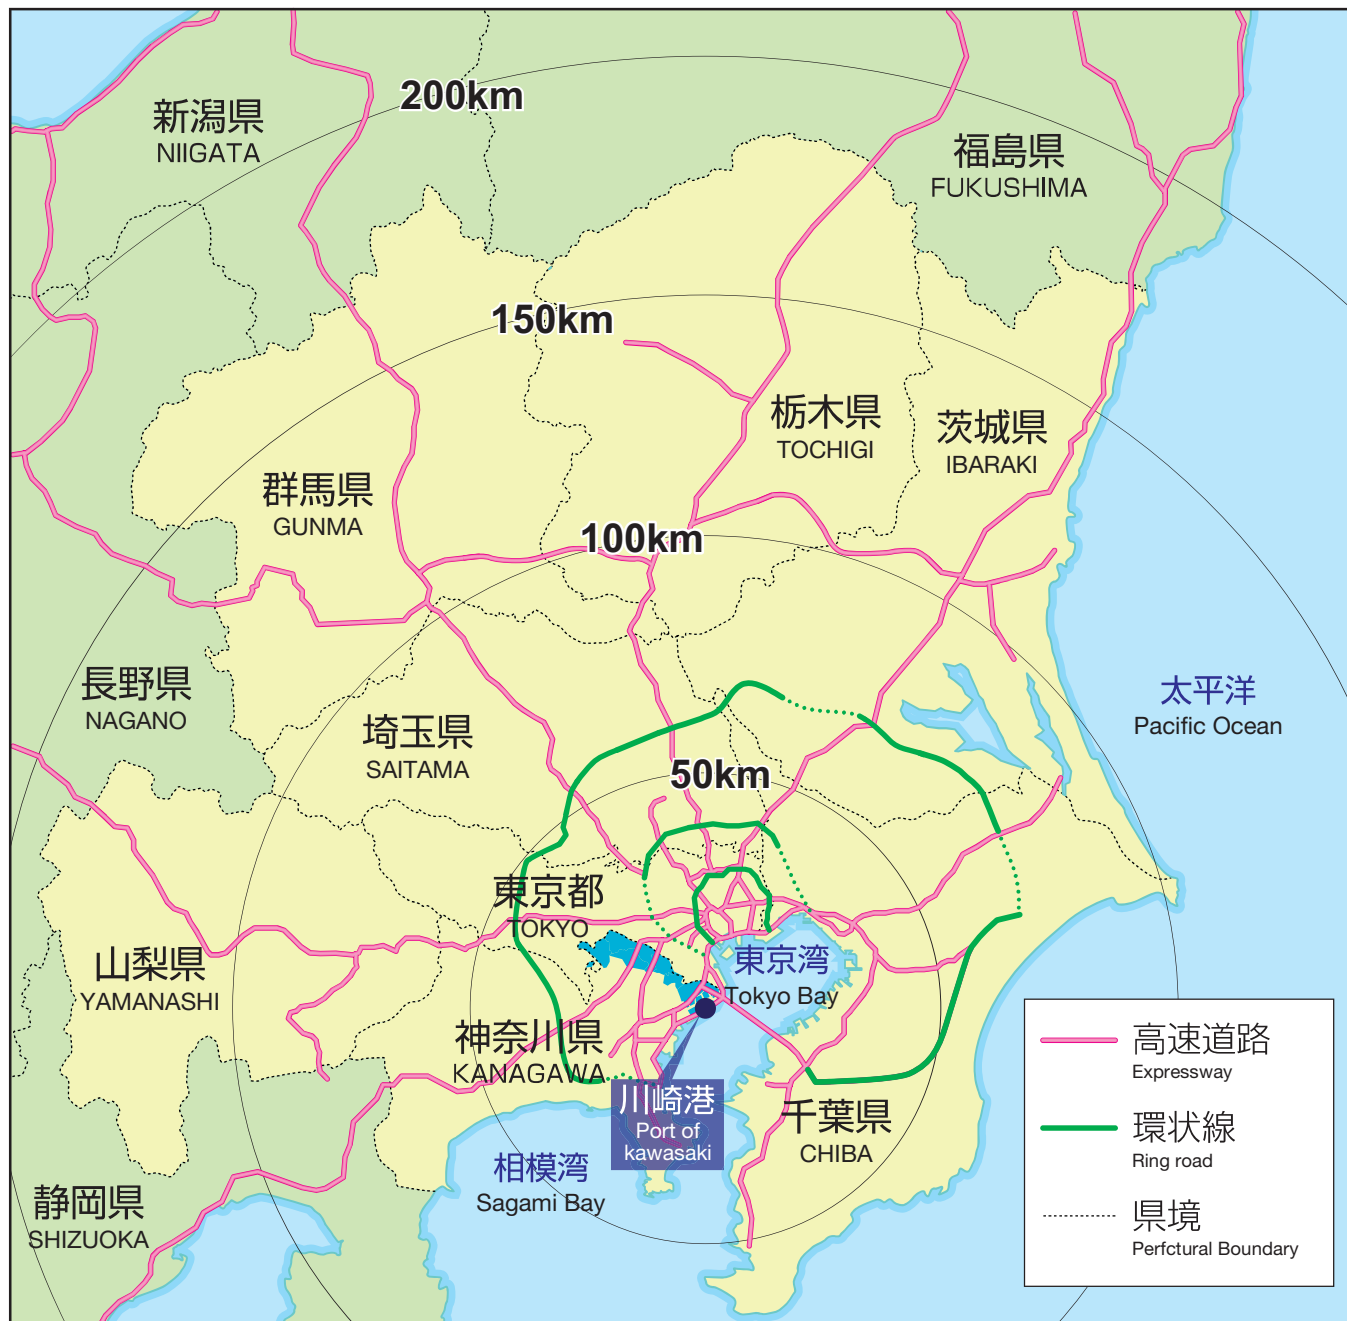 200km
新潟県
NIIGATA
福島県
FUKUSHIMA
150km
栃木県
TOCHIGI
茨城県
IBARAKI
群馬県
GUNMA
100km
長野県
NAGANO
埼玉県
SAITAMA
太平洋
Pacific Ocean
50km
東京都
TOKYO
山梨県
YAMANASHI
東京湾
Tokyo Bay
神奈川県
KANAGAWA
川崎港
Port of
kawasaki
千葉県
CHIBA
相模湾
Sagami Bay
静岡県
SHIZUOKA
高速道路
Expressway
環状線
Ring road
県境
Perfctural Boundary